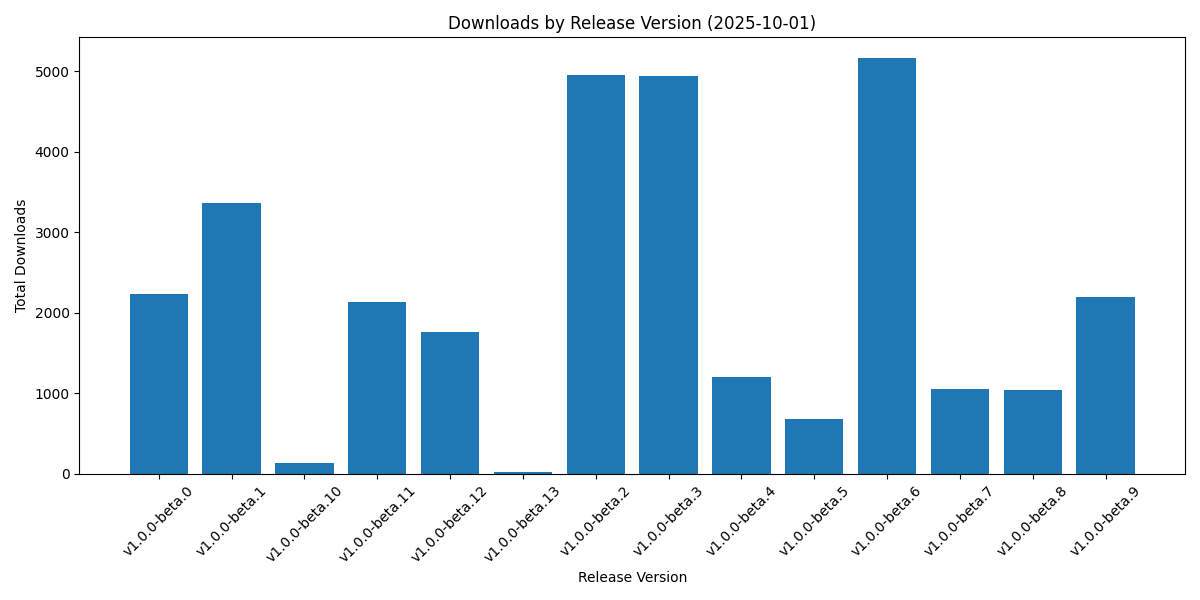 Downloads by Release Version (2025-10-01)
Total Downloads
5000
4000
3000
2000
1000
0
v1.0.0-beta.0
v1.0.0-beta.1
v1.0.0-beta.10
v1.0.0-beta.11
v1.0.0-beta.12
v1.0.0-beta.13
v1.0.0-beta.2
v1.0.0-beta.3
v1.0.0-beta.4
v1.0.0-beta.5
v1.0.0-beta.6
v1.0.0-beta.7
v1.0.0-beta.8
v1.0.0-beta.9
Release Version